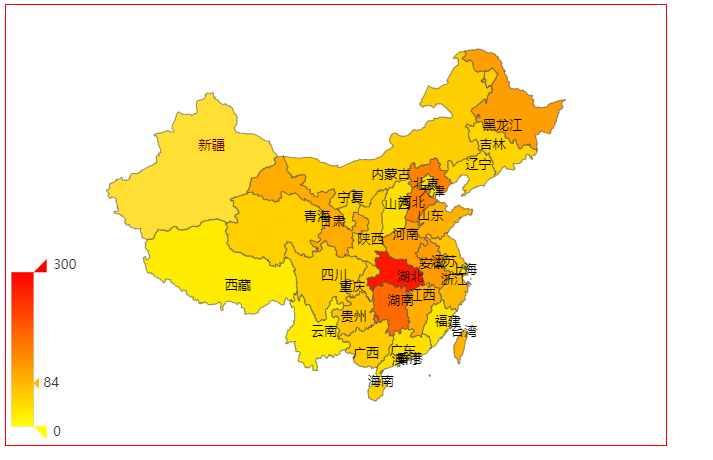 黑龙江
新疆
吉林
辽宁
内蒙古
北京
天津
宁夏
山西
河北
青海
甘肃
山东
陕西
河南
江苏
安徽
上海
300
四川
湖北
浙江
西藏
重庆
湖南
江西
贵州
福建
云南
台湾
广西
广东
香港
澳门
84
海南
0